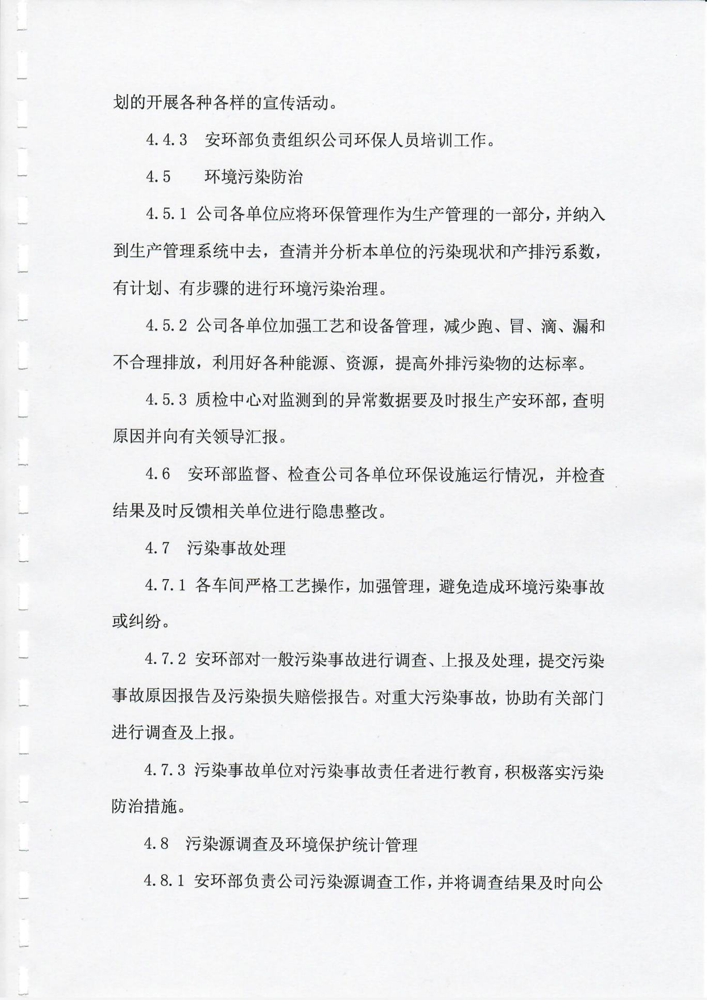 划的开展各种各样的宣传活动。
4.4.3 安环部负责组织公司环保人员培训工作。
4.5 环境污染防治
4.5.1 公司各单位应将环保管理作为生产管理的一部分，并纳入
到生产管理系统中去，查清并分析本单位的污染现状和产排污系数，
有计划、有步骤的进行环境污染治理。
4.5.2 公司各单位加强工艺和设备管理，减少跑、冒、滴、漏和
不合理排放，利用好各种能源、资源，提高外排污染物的达标率。
4.5.3 质检中心对监测到的异常数据要及时报生产安环部，查明
原因并向有关领导汇报。
4.6 安环部监督、检查公司各单位环保设施运行情况，并检查
结果及时反馈相关单位进行隐患整改。
4.7 污染事故处理
4.7.1 各车间严格工艺操作，加强管理，避免造成环境污染事故
或纠纷。
4.7.2 安环部对一般污染事故进行调查、上报及处理，提交污染
事故原因报告及污染损失赔偿报告。对重大污染事故，协助有关部门
进行调查及上报。
4.7.3 污染事故单位对污染事故责任者进行教育，积极落实污染
防治措施。
4.8 污染源调查及环境保护统计管理
4.8.1 安环部负责公司污染源调查工作，并将调查结果及时向公